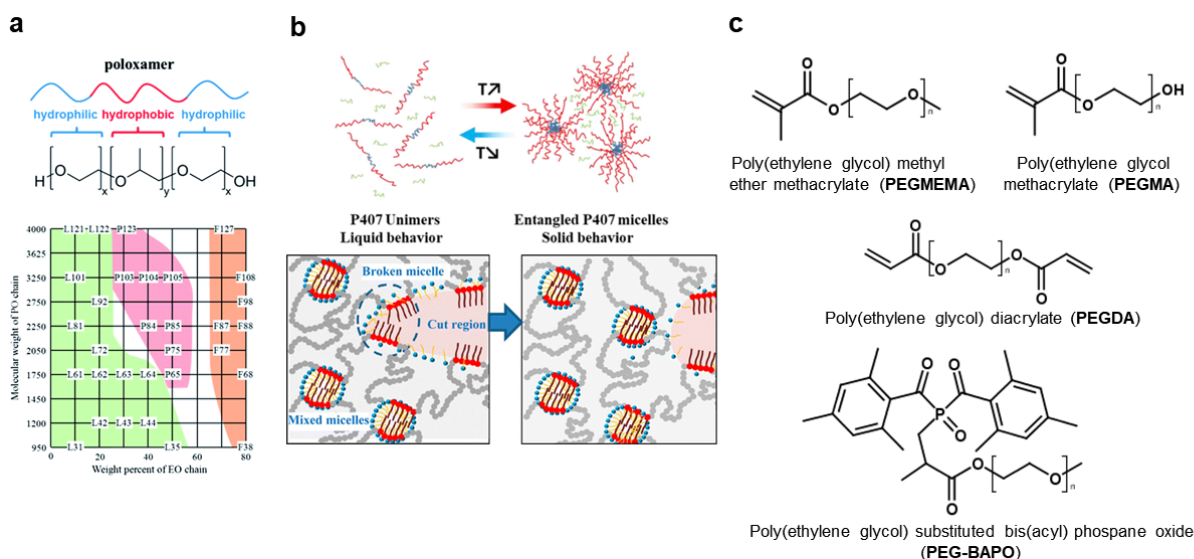 a
poloxamer
hydrophilic hydrophobic hydrophilic
H O x O y O x OH
Molecular weight of PO chain
4000 L121 L122 P123 F127
3625
3250 L101 P103 P104 P105 F108
2750 L92 F98
2250 L81 P84 P85 F87 F88
2050 L72 P75 F77
1750 L61 L62 L63 L64 P65 F68
1450
1200 L42 L43 L44
950 L31 L35 F38
0 20 40 60 80
Weight percent of EO chain
b
T↗
T↘
P407 Unimers
Liquid behavior
Entangled P407 micelles
Solid behavior
Broken micelle
Cut region
Mixed micelles
c
O O O n
Poly(ethylene glycol) methyl
ether methacrylate (PEGMEMA)
O O n OH
Poly(ethylene glycol
methacrylate (PEGMA)
O O n O O
Poly(ethylene glycol) diacrylate (PEGDA)
O O P O O O O n
Poly(ethylene glycol) substituted bis(acyl) phospane oxide
(PEG-BAPO)